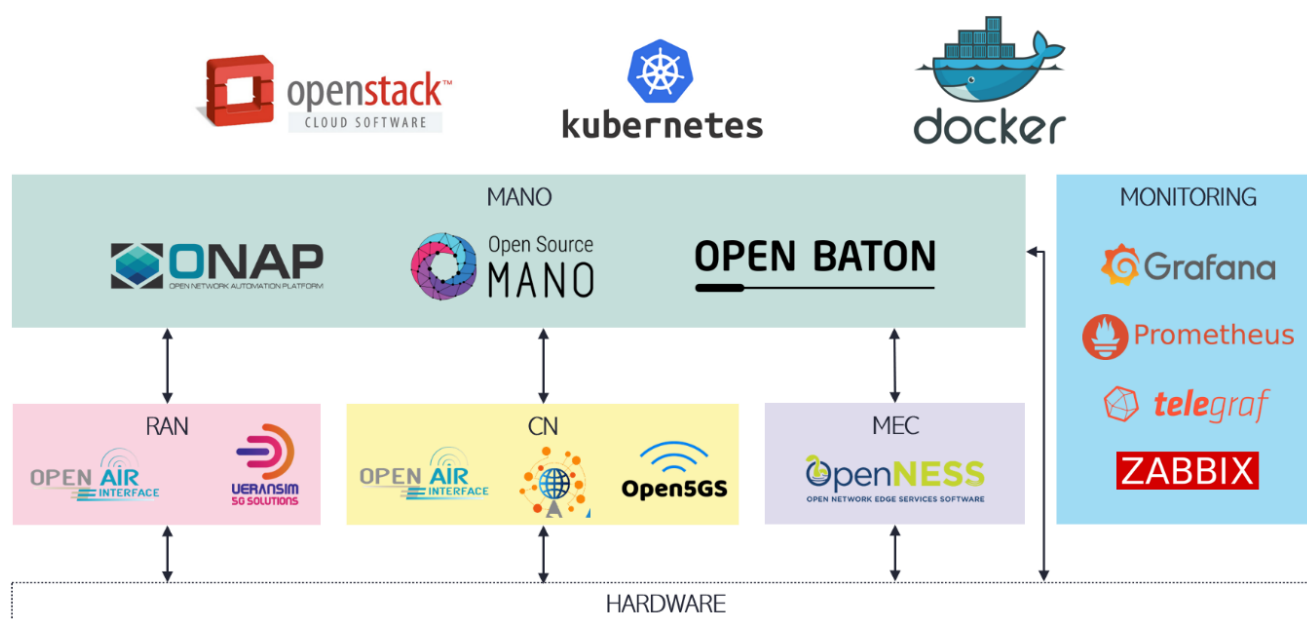 openstack™
CLOUD SOFTWARE
kubernetes
docker
MANO
ONAP
OPEN NETWORK AUTOMATION PLATFORM
Open Source
MANO
OPEN BATON
MONITORING
Grafana
Prometheus
telegraf
ZABBIX
RAN
OPEN AIR
INTERFACE
UERANSIM
5G SOLUTIONS
CN
OPEN AIR
INTERFACE
Open5GS
MEC
OpenNESS
OPEN NETWORK EDGE SERVICES SOFTWARE
HARDWARE